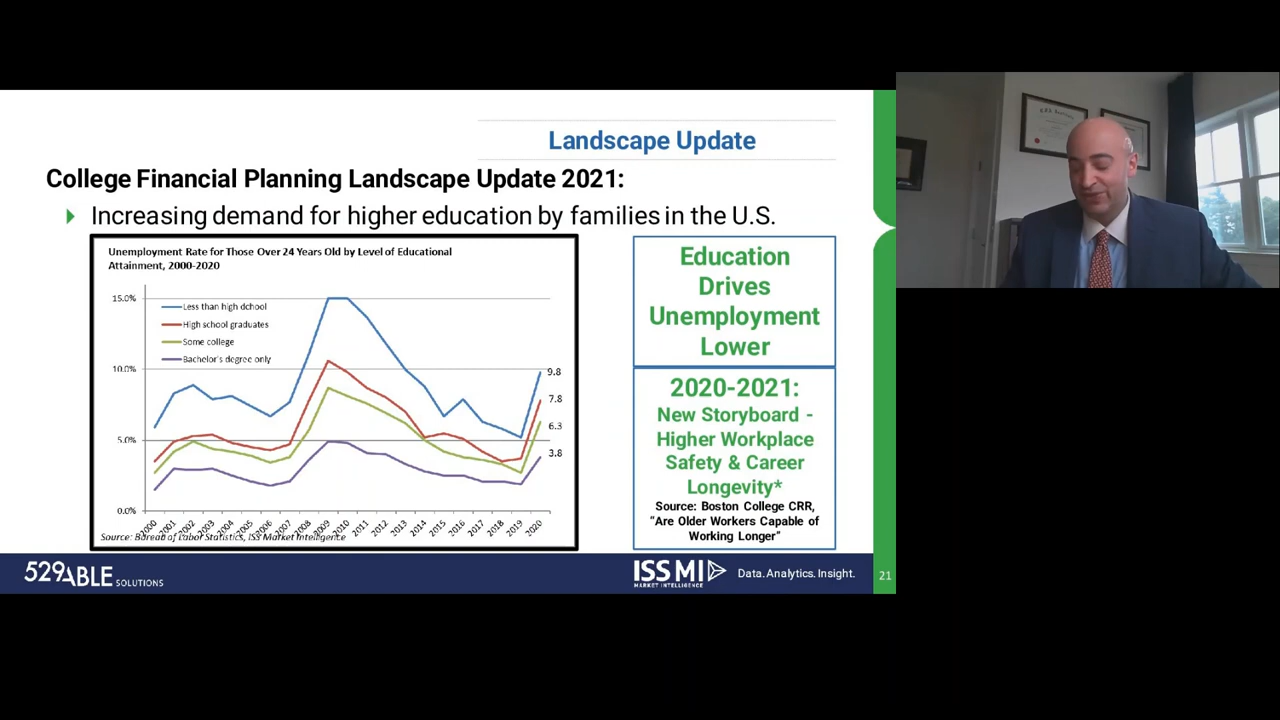 Landscape Update
College Financial Planning Landscape Update 2021:
Increasing demand for higher education by families in the U.S.
Unemployment Rate for Those Over 24 Years Old by Level of Educational
Attainment, 2000-2020
15.0%
10.0%
5.0%
0.0%
Less than high dchool
High school graduates
Some college
Bachelor's degree only
9.8
7.8
6.3
3.8
2000 2001 2002 2003 2004 2005 2006 2007 2008 2009 2010 2011 2012 2013 2014 2015 2016 2017 2018 2019 2020
Source: Bureau of Labor Statistics, ISS Market Intelligence
Education
Drives
Unemployment
Lower
2020-2021:
New Storyboard -
Higher Workplace
Safety & Career
Longevity*
Source: Boston College CRR,
“Are Older Workers Capable of
Working Longer”
529ABLE SOLUTIONS
ISS MI
MARKET INTELLIGENCE
Data. Analytics. Insight.
21